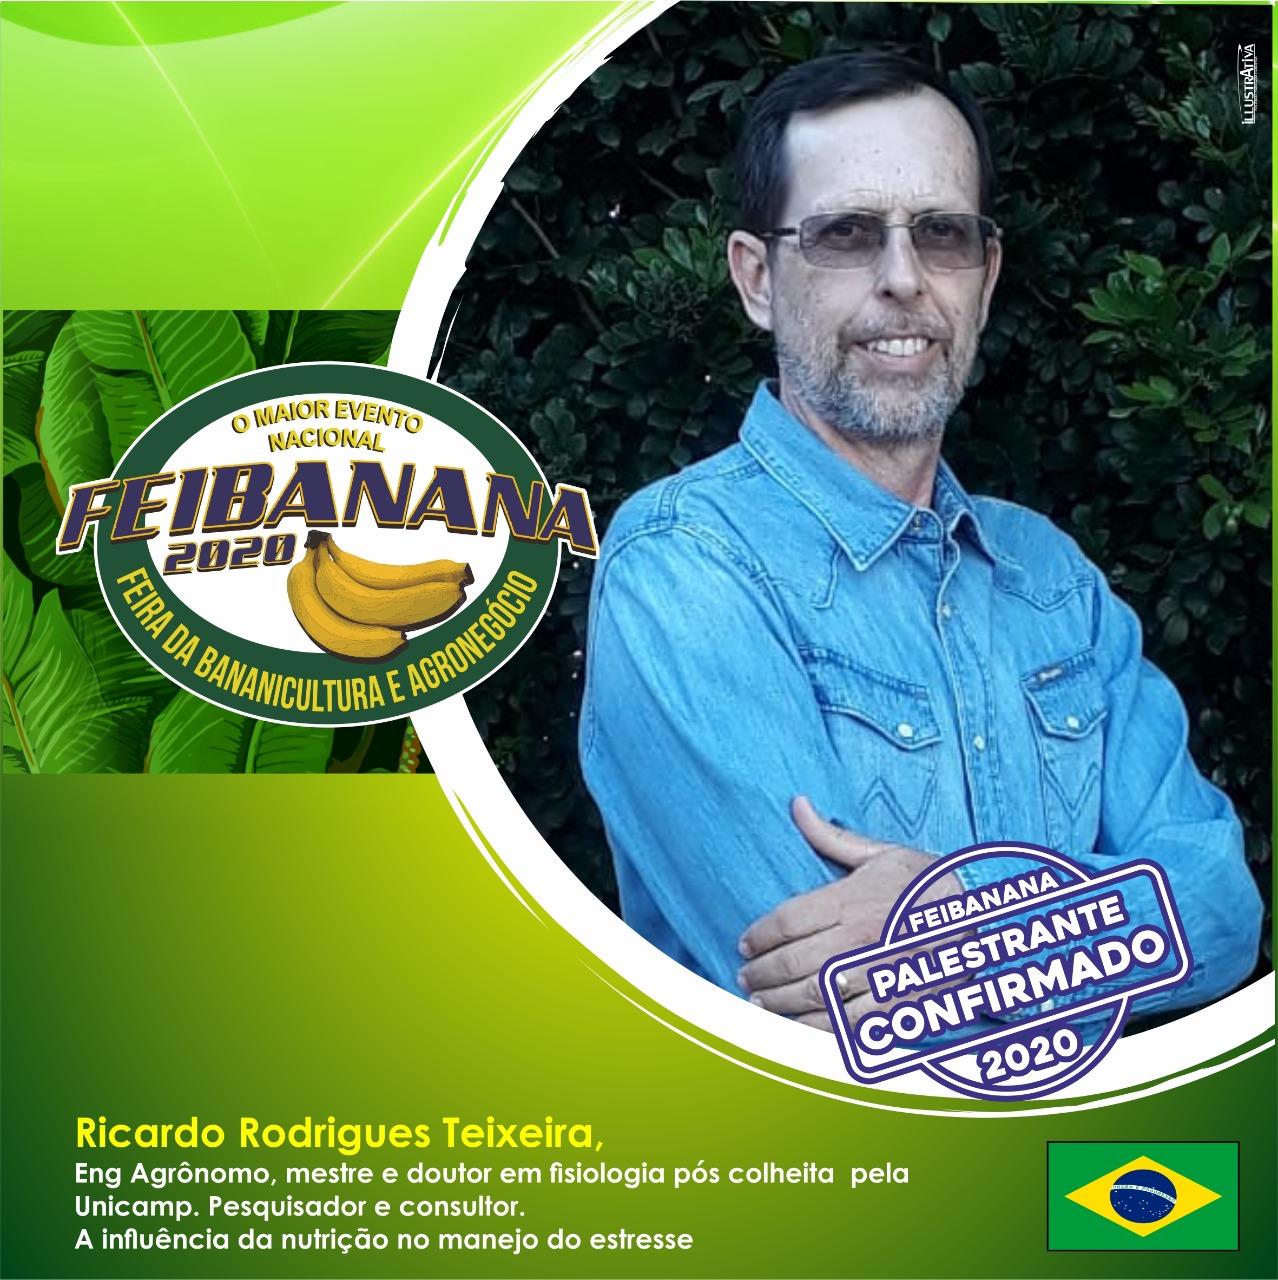 ILLUSTRATIVA
O MAIOR EVENTO
NACIONAL
FEIBANANA
2020
FEIRA DA BANANICULTURA E AGRONEGÓCIO
FEIBANANA
PALESTRANTE
CONFIRMADO
2020
Ricardo Rodrigues Teixeira,
Eng Agrônomo, mestre e doutor em fisiologia pós colheita pela
Unicamp. Pesquisador e consultor.
A influência da nutrição no manejo do estresse